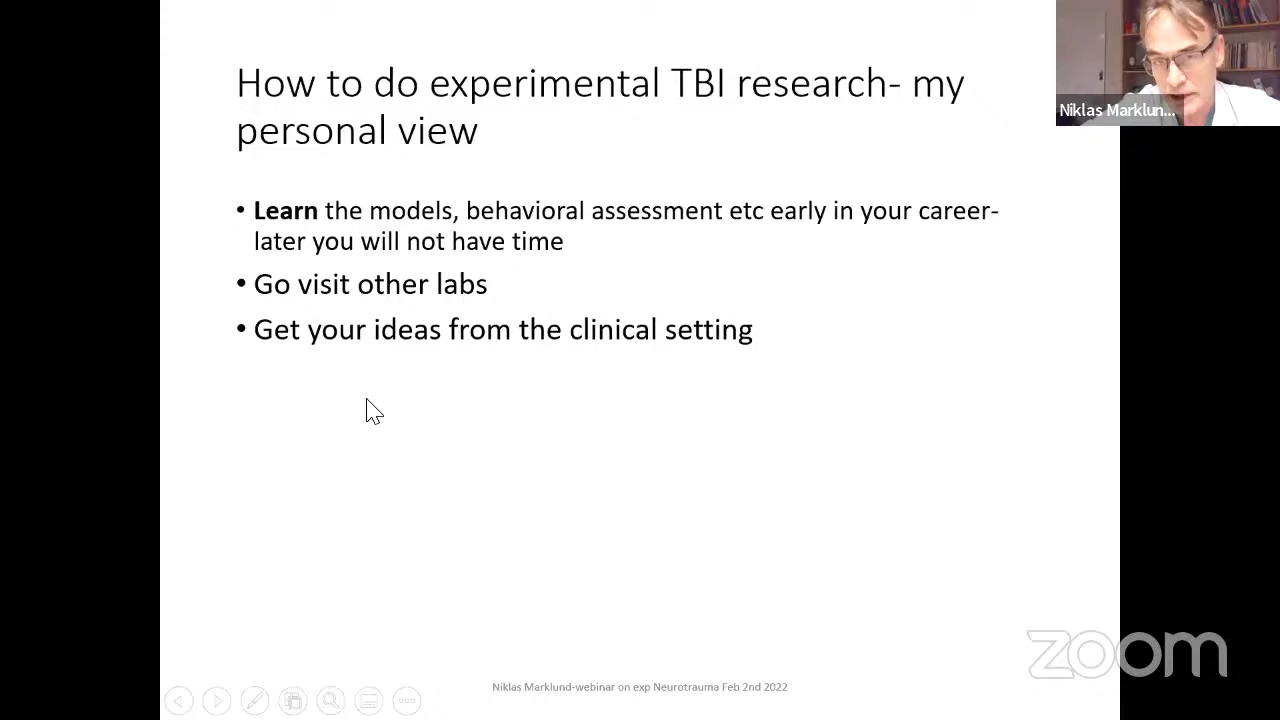 How to do experimental TBI research- my
personal view
• Learn the models, behavioral assessment etc early in your career-
later you will not have time
• Go visit other labs
• Get your ideas from the clinical setting
Niklas Marklun...
zoom
Niklas Marklund-webinar on exp Neurotrauma Feb 2nd 2022